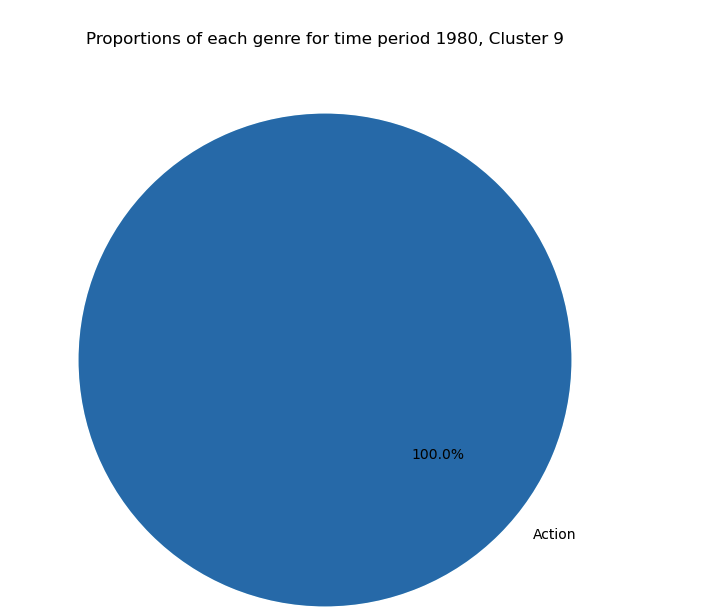 Proportions of each genre for time period 1980, Cluster 9
100.0%
Action